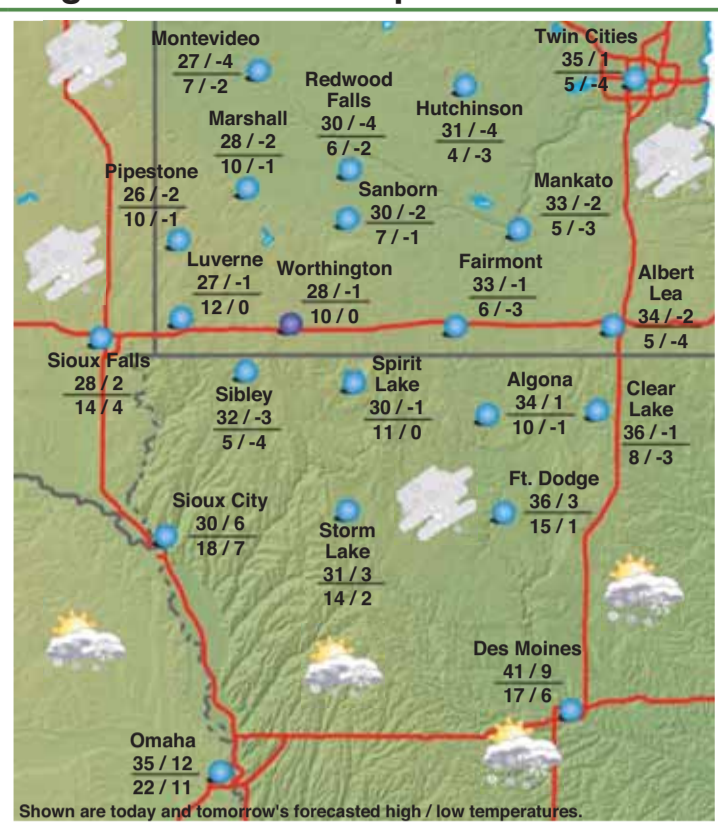 Montevideo
27 / -4
7 / -2
Twin Cities
35 / 1
5 / -4
Redwood
Falls
30 / -4
6 / -2
Hutchinson
31 / -4
4 / -3
Marshall
28 / -2
10 / -1
Pipestone
26 / -2
10 / -1
Sanborn
30 / -2
7 / -1
Mankato
33 / -2
5 / -3
Luverne
27 / -1
12 / 0
Worthington
28 / -1
10 / 0
Fairmont
33 / -1
6 / -3
Albert
Lea
34 / -2
5 / -4
Sioux Falls
28 / 2
14 / 4
Sibley
32 / -3
5 / -4
Spirit
Lake
30 / -1
11 / 0
Algona
34 / 1
10 / -1
Clear
Lake
36 / -1
8 / -3
Sioux City
30 / 6
18 / 7
Storm
Lake
31 / 3
14 / 2
Ft. Dodge
36 / 3
15 / 1
Des Moines
41 / 9
17 / 6
Omaha
35 / 12
22 / 11
Shown are today and tomorrow's forecasted high / low temperatures.